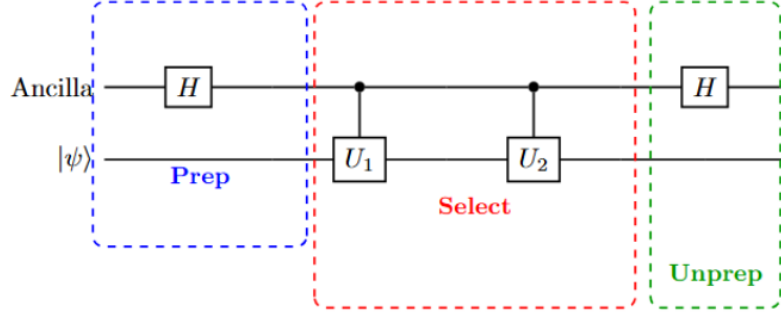 Ancilla H H
|ψ⟩ U₁ U₂
Prep
Select
Unprep